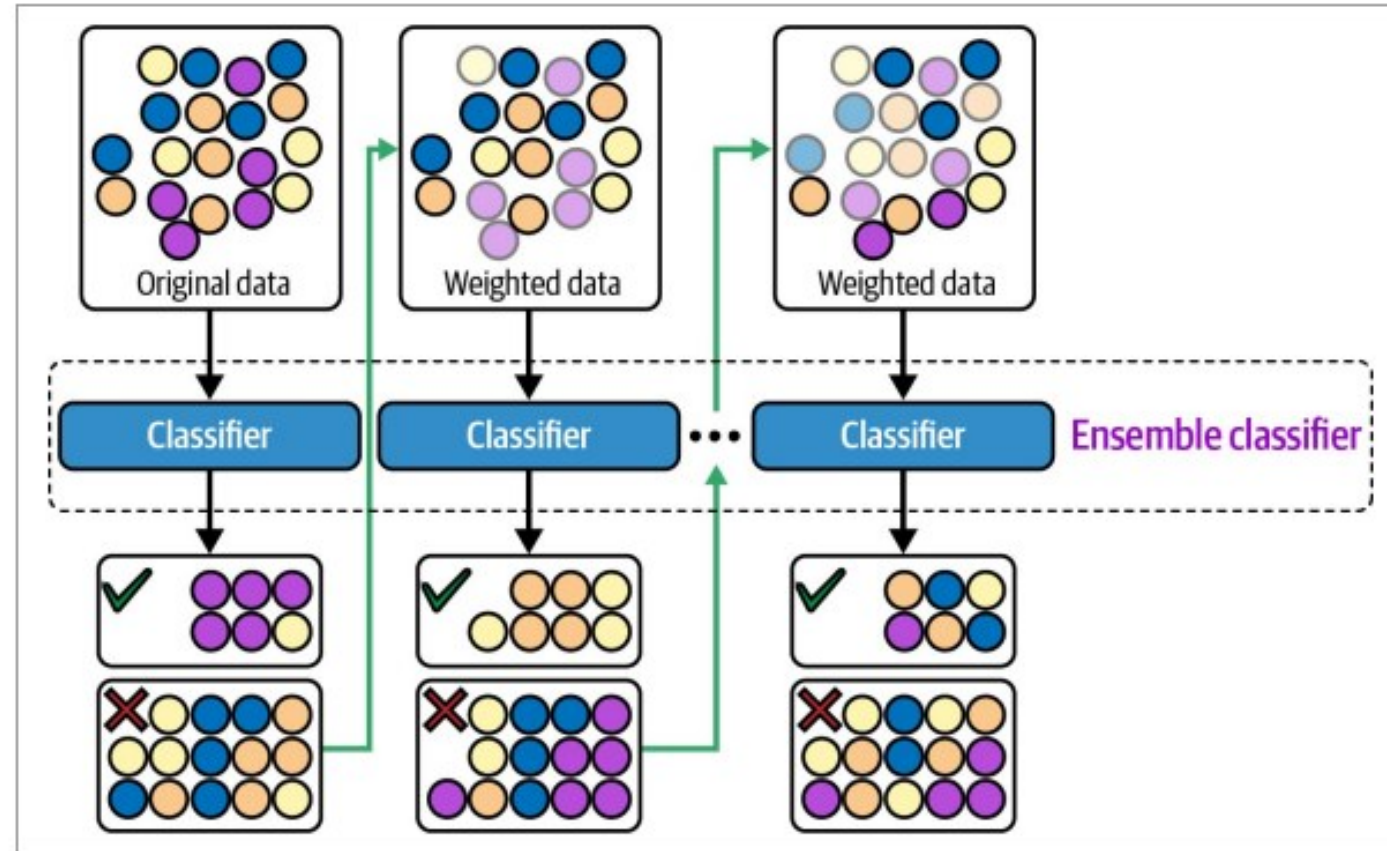 Original data
Weighted data
Weighted data
Classifier
Classifier
•••
Classifier
Ensemble classifier